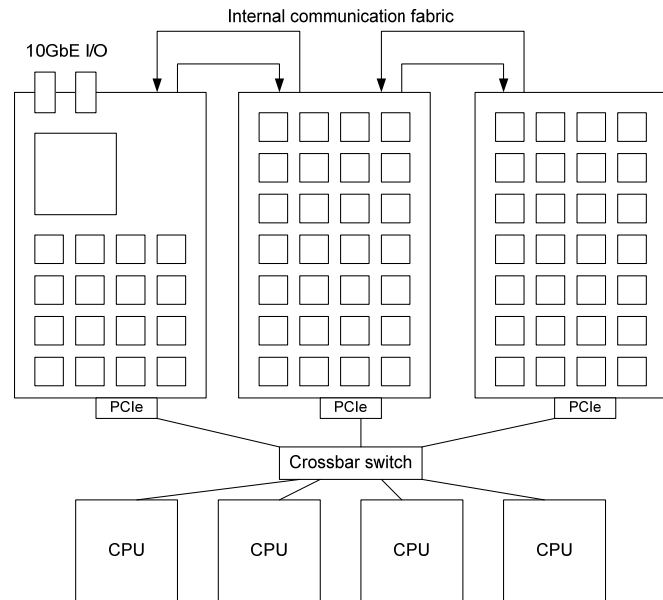 Internal communication fabric
10GbE I/O
PCIe
PCIe
PCIe
Crossbar switch
CPU
CPU
CPU
CPU